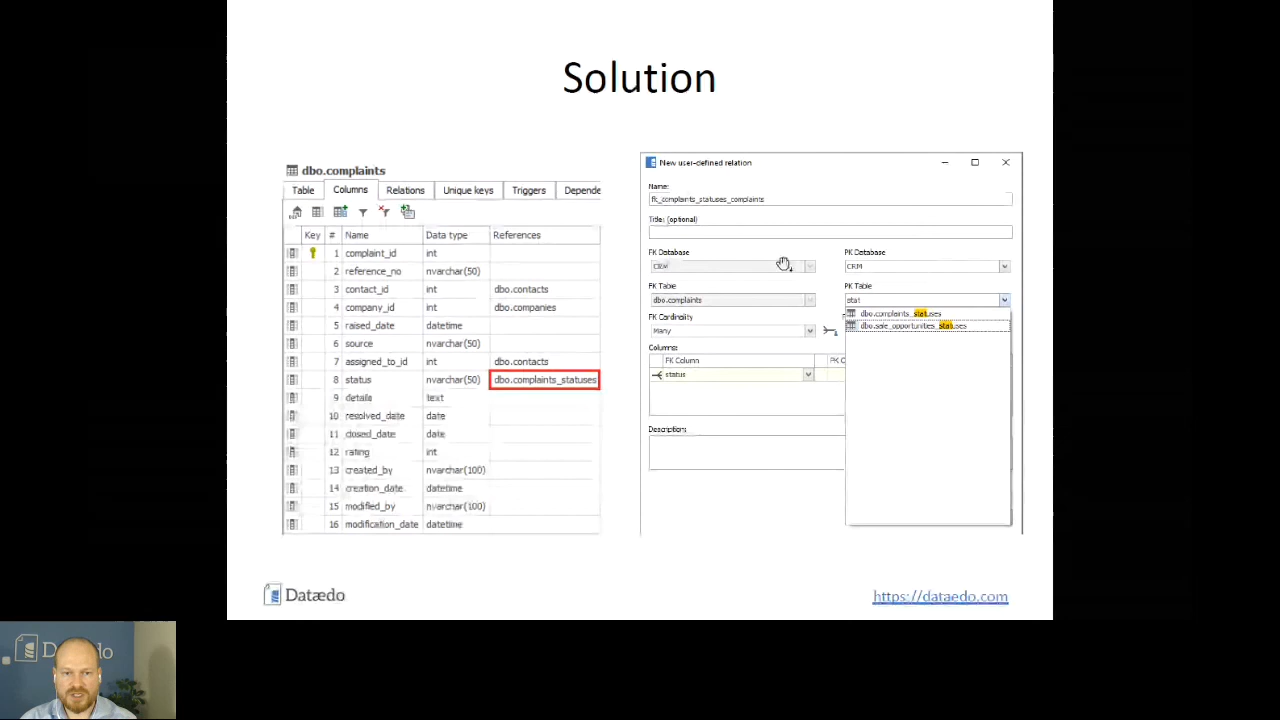 Solution
dbo.complaints
Table Columns Relations Unique keys Triggers Depende
Key # Name Data type References
1 complaint_id int
2 reference_no nvarchar(50)
3 contact_id int dbo.contacts
4 company_id int dbo.companies
5 raised_date datetime
6 source nvarchar(50)
7 assigned_to_id int dbo.contacts
8 status nvarchar(50) dbo.complaints_statuses
9 details text
10 resolved_date date
11 closed_date date
12 rating int
13 created_by nvarchar(100)
14 creation_date datetime
15 modified_by nvarchar(100)
16 modification_date datetime
New user-defined relation
Name:
fk_complaints_statuses_complaints
Title: (optional)
FK Database PK Database
CRM CRM
FK Table PK Table
dbo.complaints stat
dbo.complaints_statuses
FK Cardinality
dbo.sale_opportunities_statuses
Many
Columns:
FK Column PK C
status
Description:
Dataedo
https://dataedo.com